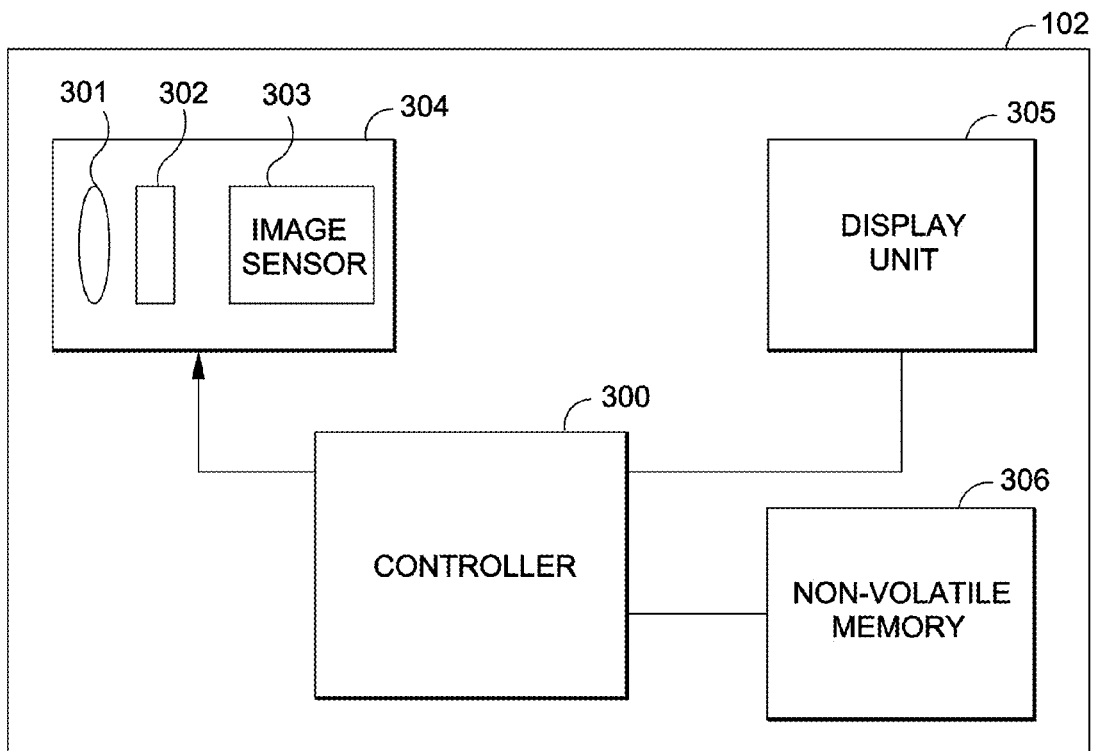 102
301
302
303
304
305
IMAGE
SENSOR
DISPLAY
UNIT
300
306
CONTROLLER
NON-VOLATILE
MEMORY